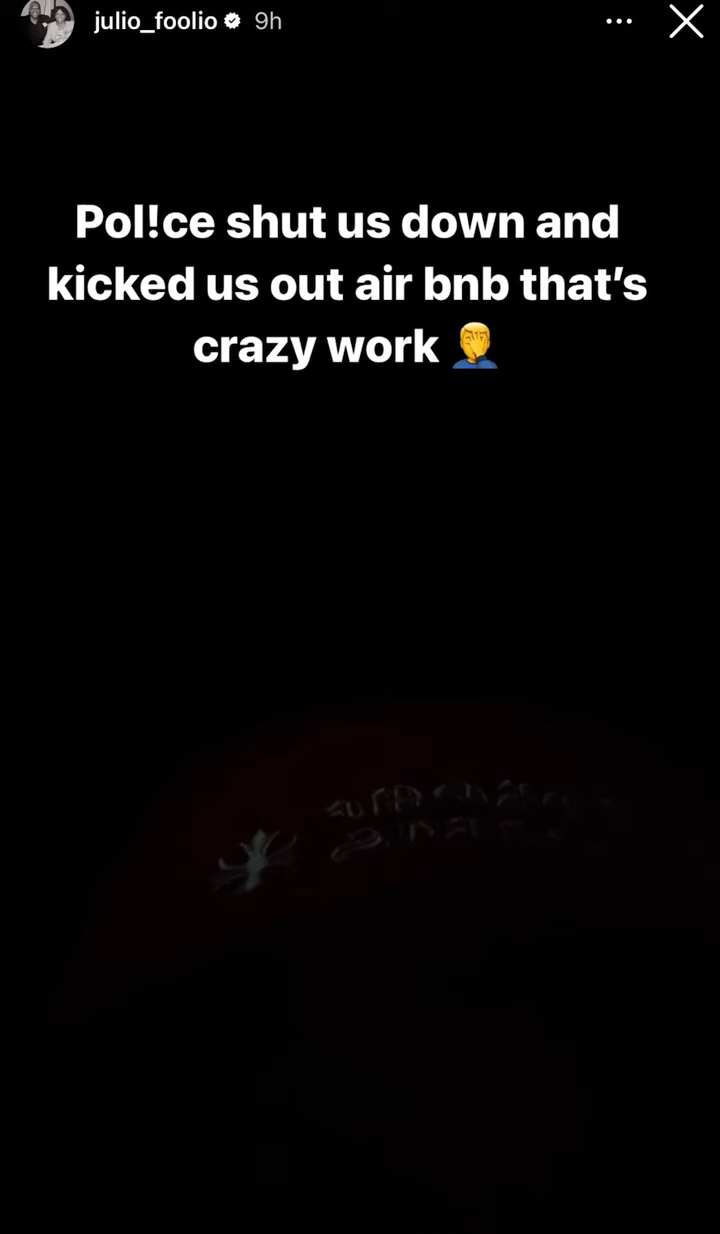 julio_foolio 9h
Pol!ce shut us down and
kicked us out air bnb that's
crazy work 🤦‍♂️